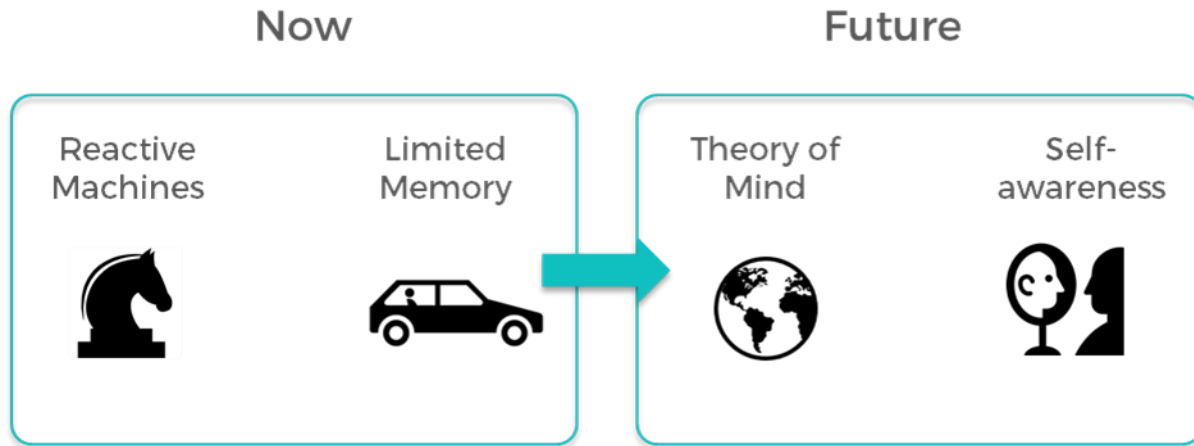 Now
Future
Reactive
Machines
Limited
Memory
Theory of
Mind
Self-
awareness